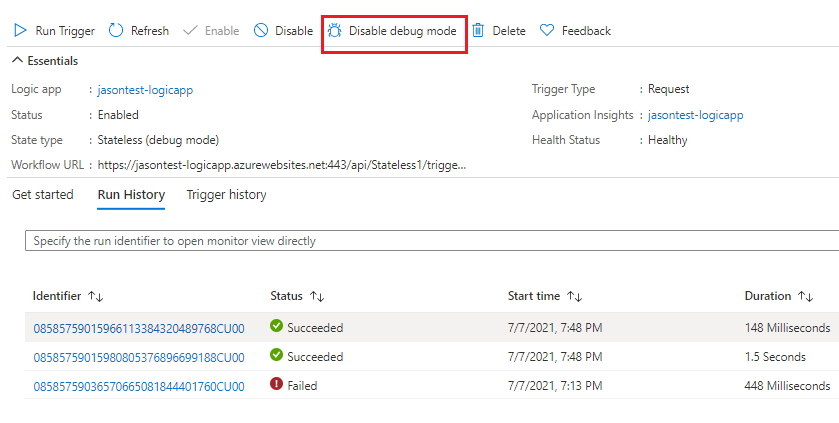 Run Trigger Refresh Enable Disable Disable debug mode Delete Feedback
Essentials
Logic app : jasontest-logicapp Trigger Type : Request
Status : Enabled Application Insights : jasontest-logicapp
State type : Stateless (debug mode) Health Status : Healthy
Workflow URL : https://jasontest-logicapp.azurewebsites.net:443/api/Stateless1/trigge...
Get started Run History Trigger history
Specify the run identifier to open monitor view directly
Identifier Status Start time Duration
08585759015966113384320489768CU00 Succeeded 7/7/2021, 7:48 PM 148 Milliseconds
08585759015980805376896699188CU00 Succeeded 7/7/2021, 7:48 PM 1.5 Seconds
08585759036570665081844401760CU00 Failed 7/7/2021, 7:13 PM 448 Milliseconds